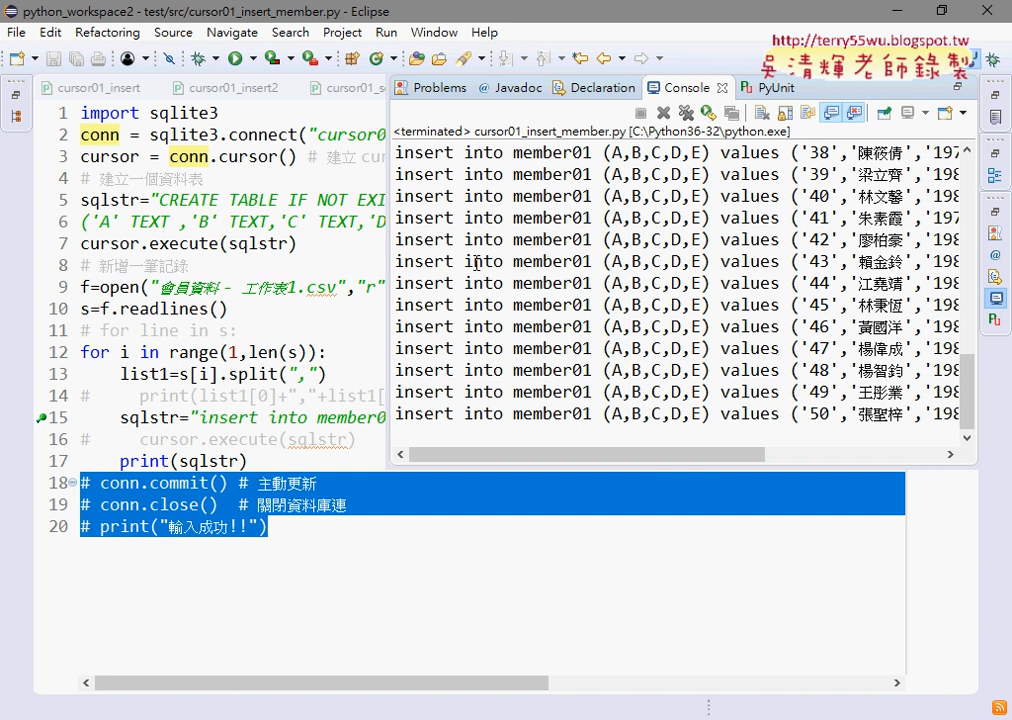 python_workspace2 - test/src/cursor01_insert_member.py - Eclipse
File Edit Refactoring Source Navigate Search Project Run Window Help
http://terry55wu.blogspot.tw
吳清輝老師錄製
cursor01_insert cursor01_insert2 cursor01_s
Problems @ Javadoc Declaration Console PyUnit
<terminated> cursor01_insert_member.py [C:\Python36-32\python.exe]
1 import sqlite3
2 conn = sqlite3.connect("cursor0
3 cursor = conn.cursor() # 建立 cur
4 # 建立一個資料表
5 sqlstr="CREATE TABLE IF NOT EXI
6 ('A' TEXT ,'B' TEXT,'C' TEXT,'D
7 cursor.execute(sqlstr)
8 # 新增一筆記錄
9 f=open("會員資料 - 工作表1.csv","r"
10 s=f.readlines()
11 # for line in s:
12 for i in range(1,len(s)):
13 list1=s[i].split(",")
14 # print(list1[0]+","+list1[
15 sqlstr="insert into member0
16 # cursor.execute(sqlstr)
17 print(sqlstr)
18 # conn.commit() # 主動更新
19 # conn.close() # 關閉資料庫連
20 # print("輸入成功!!")
insert into member01 (A,B,C,D,E) values ('38','陳筱倩','197
insert into member01 (A,B,C,D,E) values ('39','梁立齊','198
insert into member01 (A,B,C,D,E) values ('40','林文馨','198
insert into member01 (A,B,C,D,E) values ('41','朱素霞','197
insert into member01 (A,B,C,D,E) values ('42','廖柏豪','198
insert into member01 (A,B,C,D,E) values ('43','賴金鈴','198
insert into member01 (A,B,C,D,E) values ('44','江堯靖','198
insert into member01 (A,B,C,D,E) values ('45','林秉恆','198
insert into member01 (A,B,C,D,E) values ('46','黃國洋','198
insert into member01 (A,B,C,D,E) values ('47','楊偉成','198
insert into member01 (A,B,C,D,E) values ('48','楊智鈞','198
insert into member01 (A,B,C,D,E) values ('49','王彤業','198
insert into member01 (A,B,C,D,E) values ('50','張聖梓','198